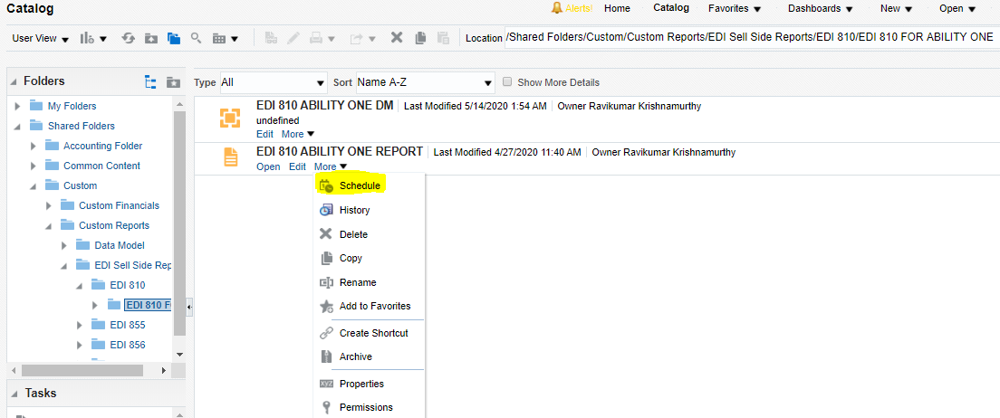 Catalog
Alerts! Home Catalog Favorites Dashboards New Open
User View Location /Shared Folders/Custom/Custom Reports/EDI Sell Side Reports/EDI 810/EDI 810 FOR ABILITY ONE
Folders
My Folders
Shared Folders
Accounting Folder
Common Content
Custom
Custom Financials
Custom Reports
Data Model
EDI Sell Side Rep
EDI 810
EDI 810 F
EDI 855
EDI 856
Tasks
Type All Sort Name A-Z Show More Details
EDI 810 ABILITY ONE DM Last Modified 5/14/2020 1:54 AM Owner Ravikumar Krishnamurthy
undefined
Edit More
EDI 810 ABILITY ONE REPORT Last Modified 4/27/2020 11:40 AM Owner Ravikumar Krishnamurthy
Open Edit More
Schedule
History
Delete
Copy
Rename
Add to Favorites
Create Shortcut
Archive
xyz Properties
Permissions